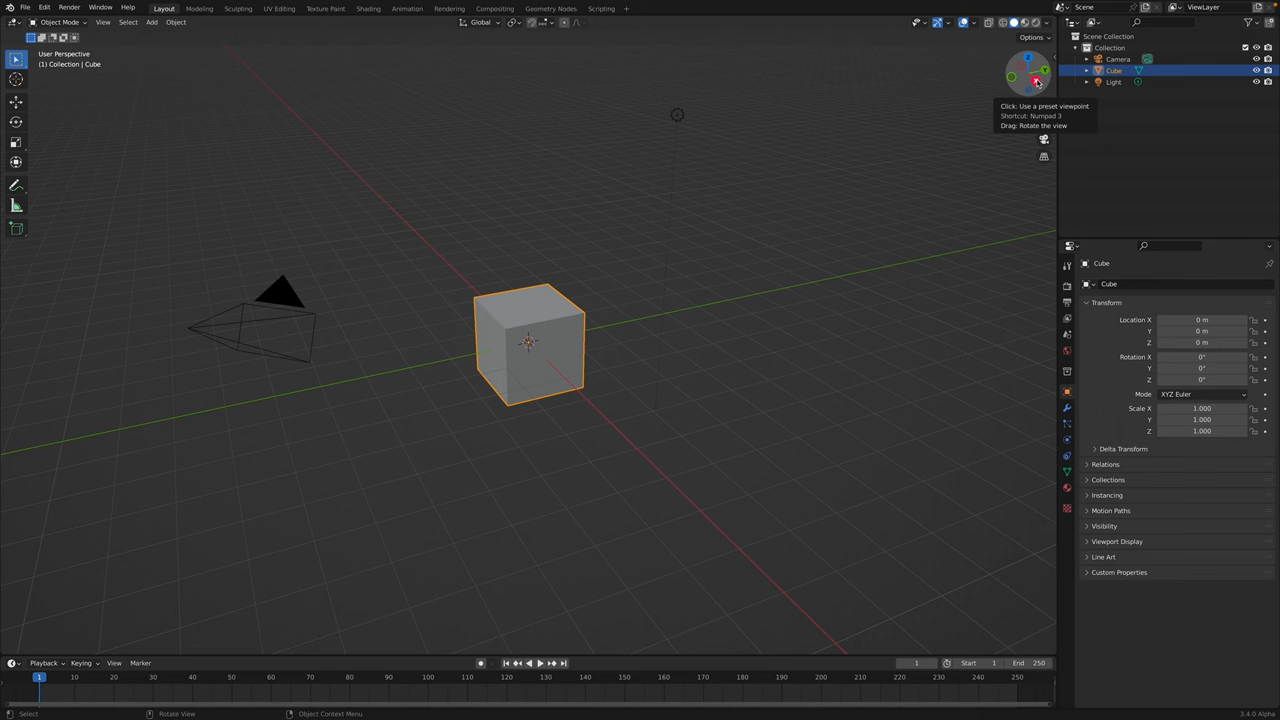 File Edit Render Window Help Layout Modeling Sculpting UV Editing Texture Paint Shading Animation Rendering Compositing Geometry Nodes Scripting + Scene ViewLayer
Object Mode View Select Add Object Global
Options
User Perspective
(1) Collection | Cube
Z
Y
X
Click: Use a preset viewpoint
Shortcut: Numpad 3
Drag: Rotate the view
Scene Collection
Collection
Camera
Cube
Light
Cube
Cube
Transform
Location X 0 m
Y 0 m
Z 0 m
Rotation X 0°
Y 0°
Z 0°
Mode XYZ Euler
Scale X 1.000
Y 1.000
Z 1.000
Delta Transform
Relations
Collections
Instancing
Motion Paths
Visibility
Viewport Display
Line Art
Custom Properties
Playback Keying View Marker 1 Start 1 End 250
1 10 20 30 40 50 60 70 80 90 100 110 120 130 140 150 160 170 180 190 200 210 220 230 240 250
Select Rotate View Object Context Menu 3.4.0 Alpha